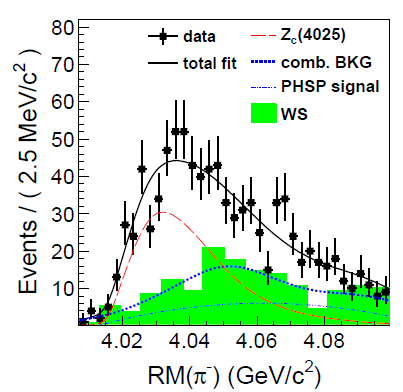 80
70
60
50
40
30
20
10
4.02 4.04 4.06 4.08
Events / ( 2.5 MeV/c²)
RM(π⁻) (GeV/c²)
data
total fit
Zc(4025)
comb. BKG
PHSP signal
WS